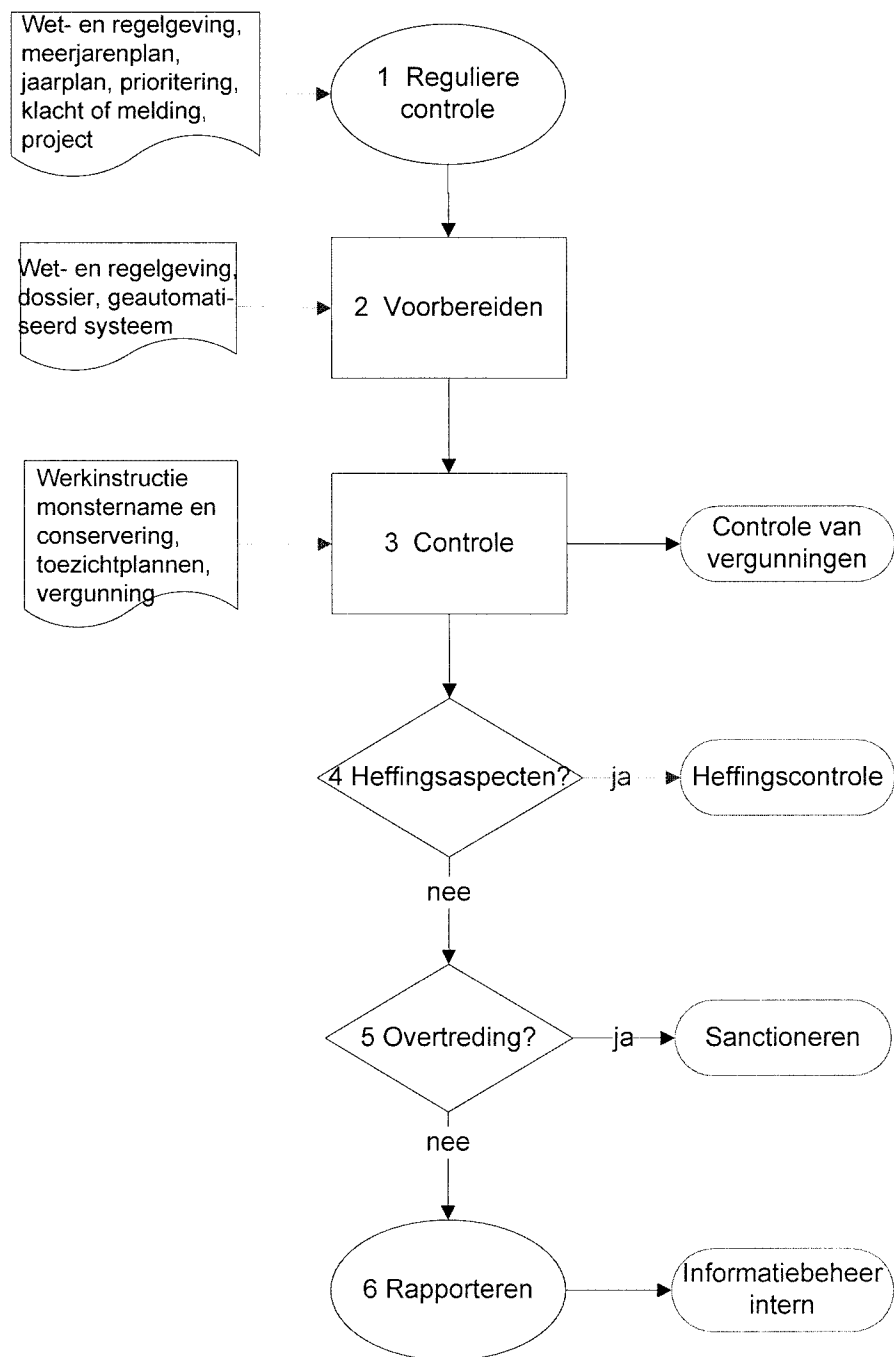 Wet- en regelgeving,
meerjarenplan,
jaarplan, prioritering,
klacht of melding,
project
1 Reguliere
controle
Wet- en regelgeving,
dossier, geautomati-
seerd systeem
2 Voorbereiden
Werkinstructie
monstername en
conservering,
toezichtplannen,
vergunning
3 Controle
Controle van
vergunningen
4 Heffingsaspecten?
ja
Heffingscontrole
nee
5 Overtreding?
ja
Sanctioneren
nee
6 Rapporteren
Informatiebeheer
intern